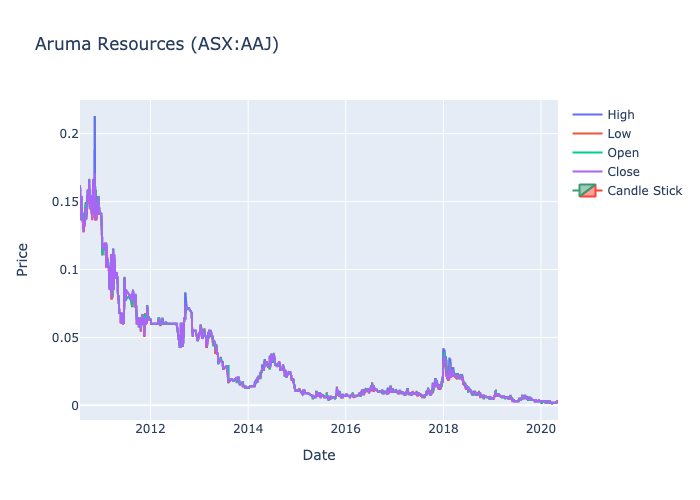 Aruma Resources (ASX:AAJ)
High
Low
Open
Close
Candle Stick
0.2
0.15
0.1
0.05
0
Price
2012 2014 2016 2018 2020
Date